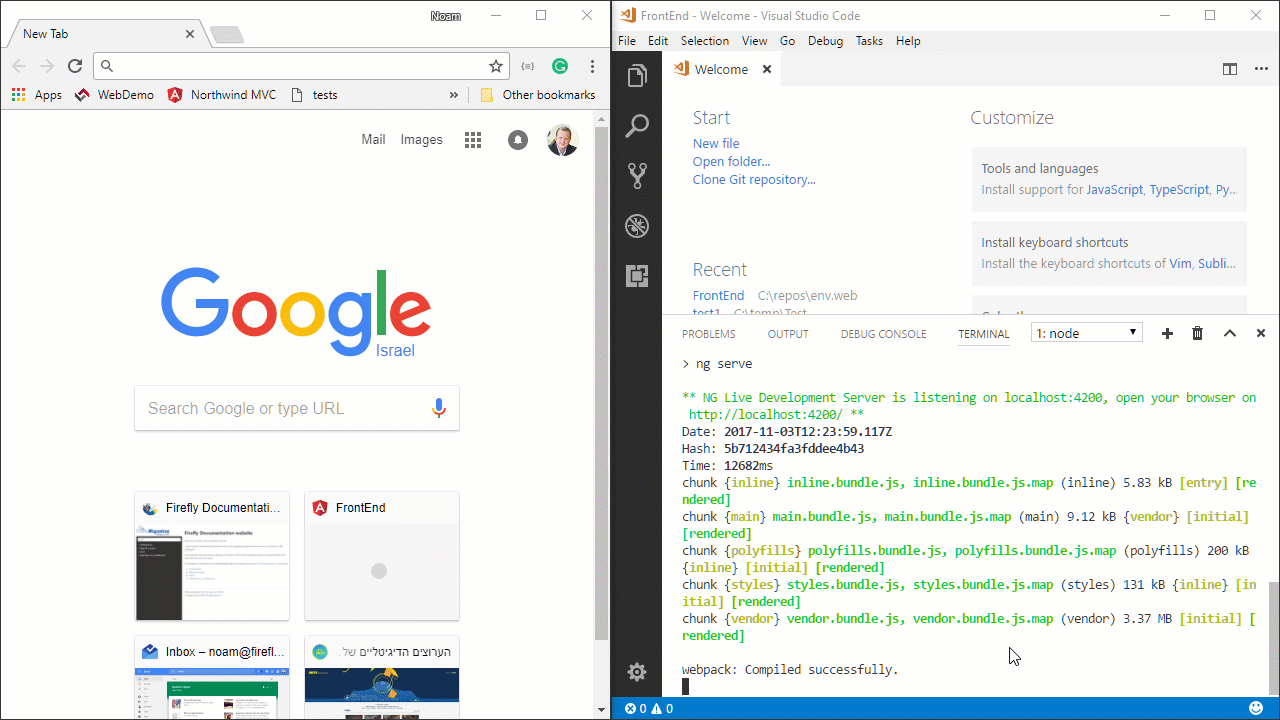 Noam
New Tab
Apps WebDemo Northwind MVC tests » Other bookmarks
Mail Images
Google
Israel
Search Google or type URL
Firefly Documentati...
FrontEnd
Firefly Documentation website
Inbox – noam@firefl...
הערוצים הדיגיטליים של...
FrontEnd - Welcome - Visual Studio Code
File Edit Selection View Go Debug Tasks Help
Welcome
Start
New file
Open folder...
Clone Git repository...
Recent
FrontEnd C:\repos\env.web
test1 C:\temp\Test
Customize
Tools and languages
Install support for JavaScript, TypeScript, Py...
Install keyboard shortcuts
Install the keyboard shortcuts of Vim, Subli...
PROBLEMS OUTPUT DEBUG CONSOLE TERMINAL 1: node
> ng serve
** NG Live Development Server is listening on localhost:4200, open your browser on
http://localhost:4200/ **
Date: 2017-11-03T12:23:59.117Z
Hash: 5b712434fa3fddee4b43
Time: 12682ms
chunk {inline} inline.bundle.js, inline.bundle.js.map (inline) 5.83 kB [entry] [re
ndered]
chunk {main} main.bundle.js, main.bundle.js.map (main) 9.12 kB {vendor} [initial]
[rendered]
chunk {polyfills} polyfills.bundle.js, polyfills.bundle.js.map (polyfills) 200 kB
{inline} [initial] [rendered]
chunk {styles} styles.bundle.js, styles.bundle.js.map (styles) 131 kB {inline} [in
itial] [rendered]
chunk {vendor} vendor.bundle.js, vendor.bundle.js.map (vendor) 3.37 MB [initial] [
rendered]
webpack: Compiled successfully.
0 0